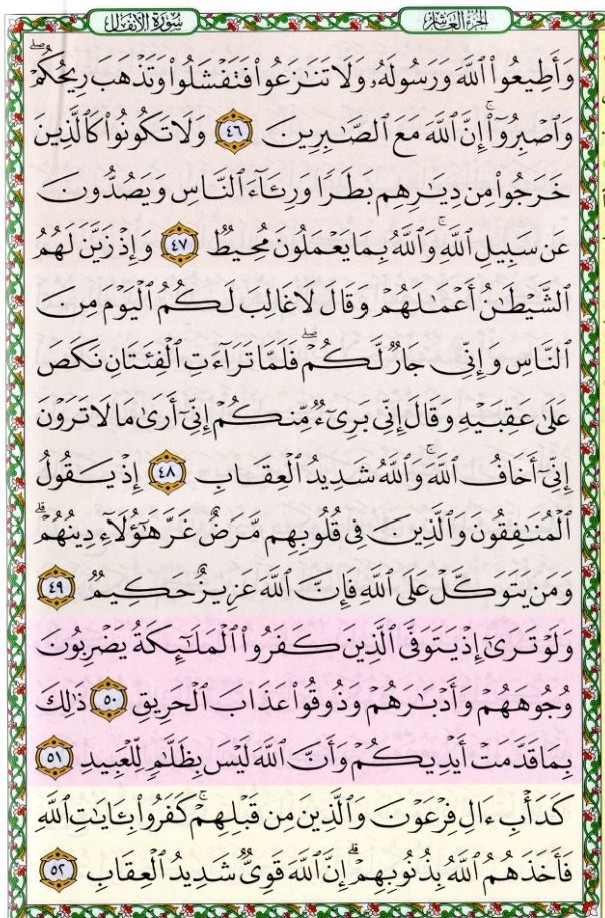 سورة الأنفال
الجزء العاشر
وَأَطِيعُوا۟ ٱللَّهَ وَرَسُولَهُۥ وَلَا تَنَـٰزَعُوا۟ فَتَفْشَلُوا۟ وَتَذْهَبَ رِيحُكُمْ ۖ
وَٱصْبِرُوٓا۟ ۚ إِنَّ ٱللَّهَ مَعَ ٱلصَّـٰبِرِينَ ٤٦ وَلَا تَكُونُوا۟ كَٱلَّذِينَ
خَرَجُوا۟ مِن دِيَـٰرِهِم بَطَرًا وَرِئَآءَ ٱلنَّاسِ وَيَصُدُّونَ
عَن سَبِيلِ ٱللَّهِ ۚ وَٱللَّهُ بِمَا يَعْمَلُونَ مُحِيطٌ ٤٧ وَإِذْ زَيَّنَ لَهُمُ
ٱلشَّيْطَـٰنُ أَعْمَـٰلَهُمْ وَقَالَ لَا غَالِبَ لَكُمُ ٱلْيَوْمَ مِنَ
ٱلنَّاسِ وَإِنِّى جَارٌ لَّكُمْ ۖ فَلَمَّا تَرَآءَتِ ٱلْفِئَتَانِ نَكَصَ
عَلَىٰ عَقِبَيْهِ وَقَالَ إِنِّى بَرِىٓءٌ مِّنكُمْ إِنِّىٓ أَرَىٰ مَا لَا تَرَوْنَ
إِنِّىٓ أَخَافُ ٱللَّهَ ۚ وَٱللَّهُ شَدِيدُ ٱلْعِقَابِ ٤٨ إِذْ يَقُولُ
ٱلْمُنَـٰفِقُونَ وَٱلَّذِينَ فِى قُلُوبِهِم مَّرَضٌ غَرَّ هَـٰٓؤُلَآءِ دِينُهُمْ ۗ
وَمَن يَتَوَكَّلْ عَلَى ٱللَّهِ فَإِنَّ ٱللَّهَ عَزِيزٌ حَكِيمٌ ٤٩
وَلَوْ تَرَىٰٓ إِذْ يَتَوَفَّى ٱلَّذِينَ كَفَرُوا۟ ٱلْمَلَـٰٓئِكَةُ يَضْرِبُونَ
وُجُوهَهُمْ وَأَدْبَـٰرَهُمْ وَذُوقُوا۟ عَذَابَ ٱلْحَرِيقِ ٥٠ ذَٰلِكَ
بِمَا قَدَّمَتْ أَيْدِيكُمْ وَأَنَّ ٱللَّهَ لَيْسَ بِظَلَّـٰمٍ لِّلْعَبِيدِ ٥١
كَدَأْبِ ءَالِ فِرْعَوْنَ وَٱلَّذِينَ مِن قَبْلِهِمْ ۚ كَفَرُوا۟ بِـَٔايَـٰتِ ٱللَّهِ
فَأَخَذَهُمُ ٱللَّهُ بِذُنُوبِهِمْ ۗ إِنَّ ٱللَّهَ قَوِىٌّ شَدِيدُ ٱلْعِقَابِ ٥٢